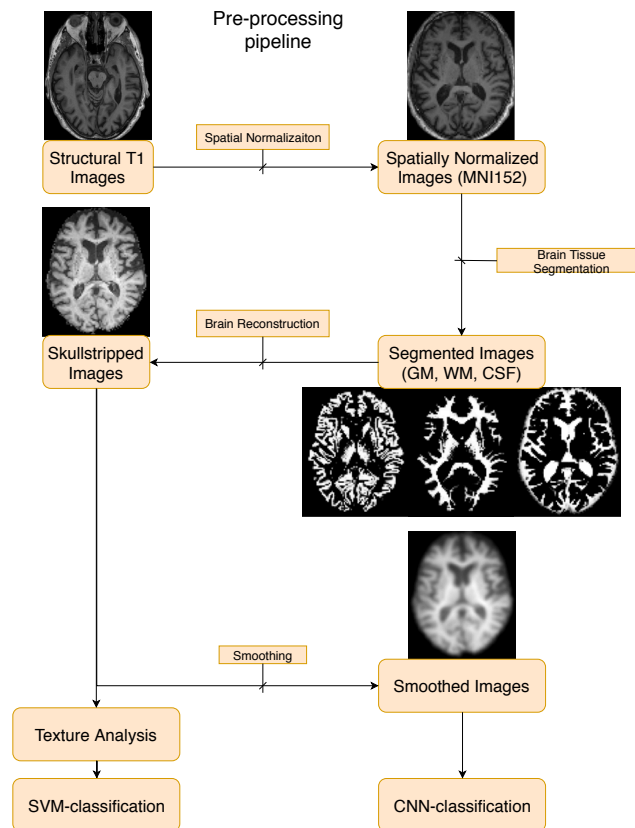 Pre-processing
pipeline
Spatial Normalizaiton
Structural T1
Images
Spatially Normalized
Images (MNI152)
Brain Tissue
Segmentation
Brain Reconstruction
Skullstripped
Images
Segmented Images
(GM, WM, CSF)
Smoothing
Smoothed Images
Texture Analysis
SVM-classification
CNN-classification